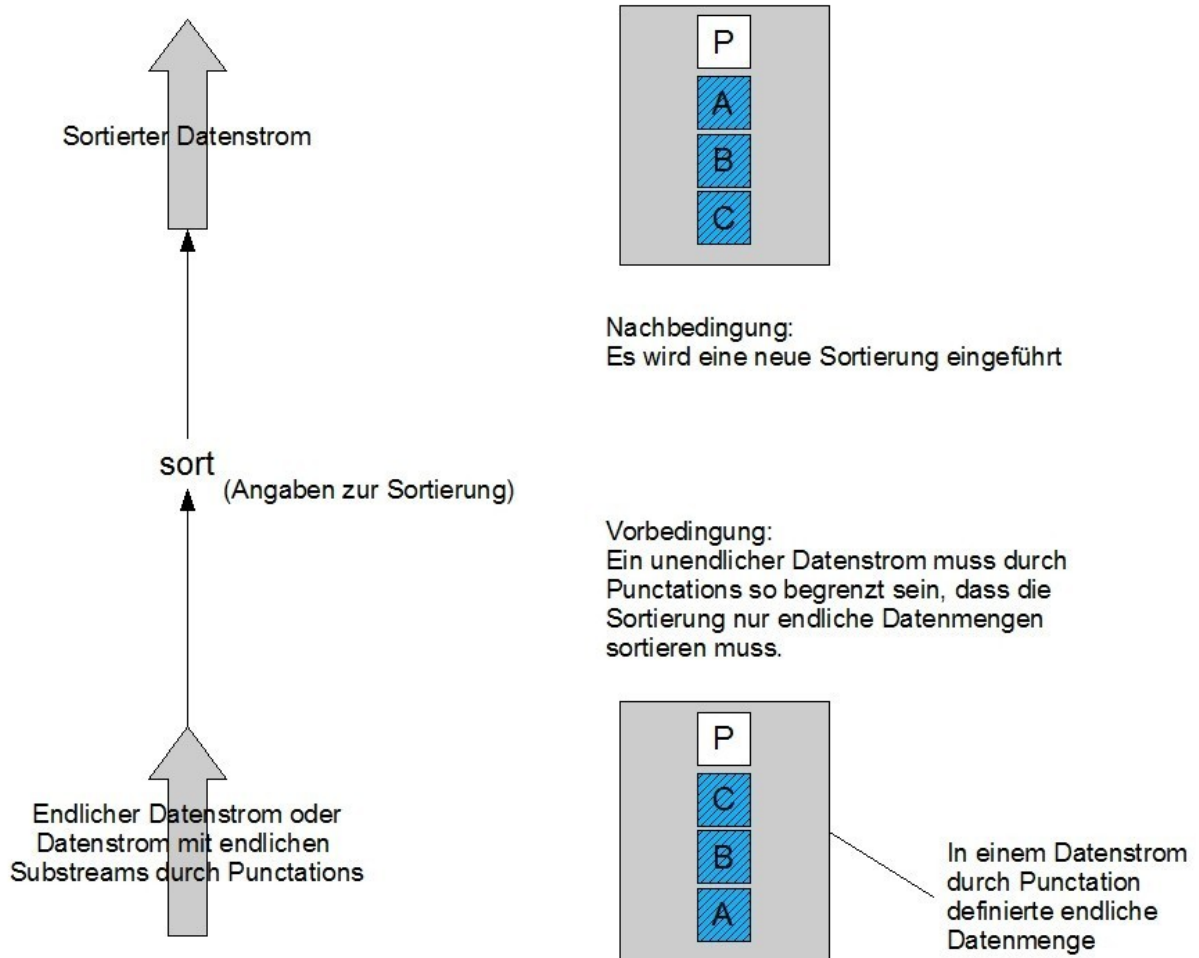 Sortierter Datenstrom
P
A
B
C
Nachbedingung:
Es wird eine neue Sortierung eingeführt
sort
(Angaben zur Sortierung)
Vorbedingung:
Ein unendlicher Datenstrom muss durch
Punctations so begrenzt sein, dass die
Sortierung nur endliche Datenmengen
sortieren muss.
Endlicher Datenstrom oder
Datenstrom mit endlichen
Substreams durch Punctations
P
C
B
A
In einem Datenstrom
durch Punctation
definierte endliche
Datenmenge